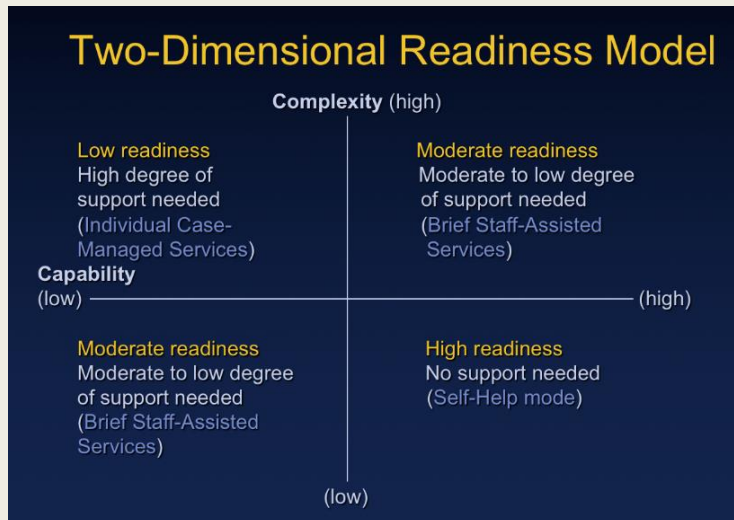 Two-Dimensional Readiness Model
Complexity (high)
Low readiness
High degree of
support needed
(Individual Case-
Managed Services)
Moderate readiness
Moderate to low degree
of support needed
(Brief Staff-Assisted
Services)
Capability
(low)
(high)
Moderate readiness
Moderate to low degree
of support needed
(Brief Staff-Assisted
Services)
High readiness
No support needed
(Self-Help mode)
(low)